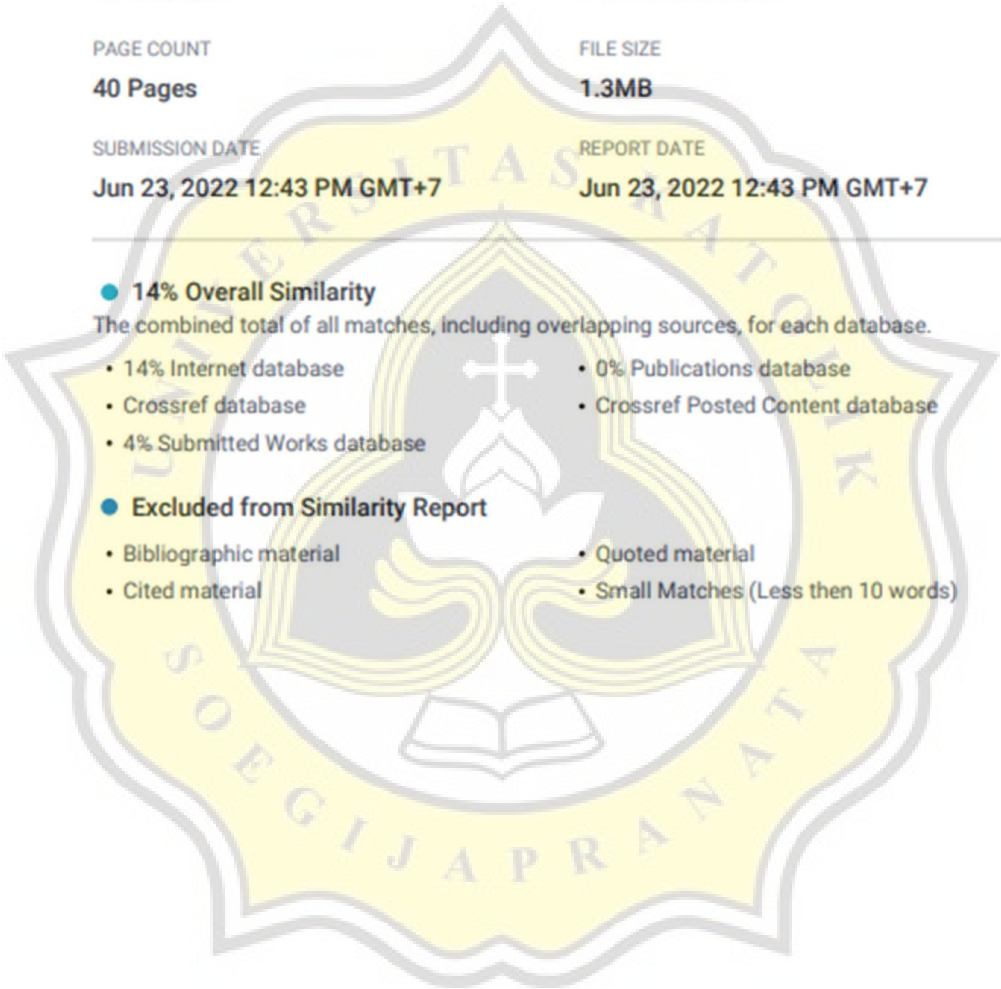 PAGE COUNT
FILE SIZE
40 Pages
1.3MB
SUBMISSION DATE
REPORT DATE
Jun 23, 2022 12:43 PM GMT+7
Jun 23, 2022 12:43 PM GMT+7
● 14% Overall Similarity
The combined total of all matches, including overlapping sources, for each database.
• 14% Internet database
• 0% Publications database
• Crossref database
• Crossref Posted Content database
• 4% Submitted Works database
● Excluded from Similarity Report
• Bibliographic material
• Quoted material
• Cited material
• Small Matches (Less then 10 words)
UNIVERSITAS KATOLIK
SOEGIJAPRANATA